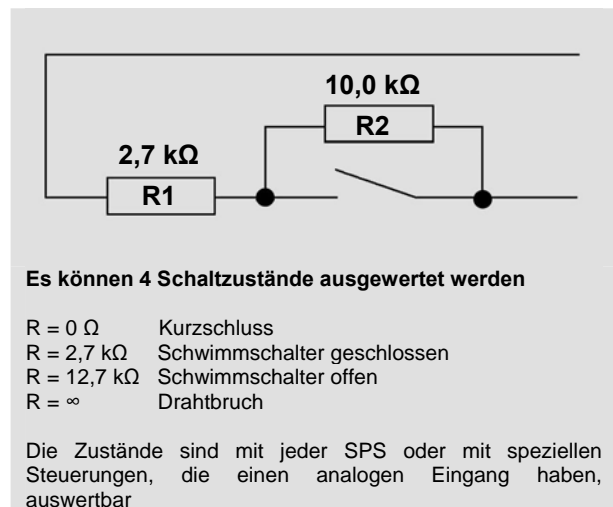 10,0 kΩ
R2
2,7 kΩ
R1
Es können 4 Schaltzustände ausgewertet werden
R = 0 Ω Kurzschluss
R = 2,7 kΩ Schwimmschalter geschlossen
R = 12,7 kΩ Schwimmschalter offen
R = ∞ Drahtbruch
Die Zustände sind mit jeder SPS oder mit speziellen
Steuerungen, die einen analogen Eingang haben,
auswertbar